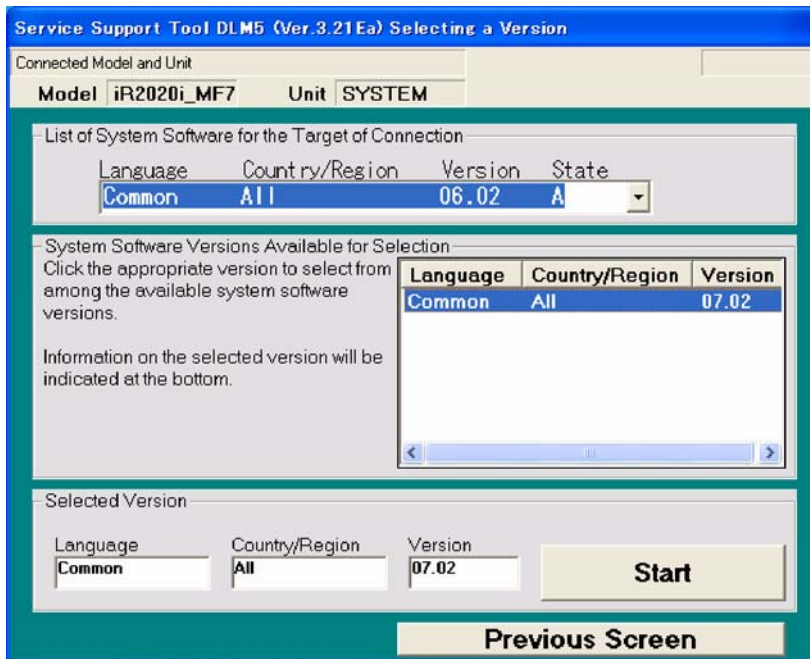 Service Support Tool DLM5 (Ver.3.21Ea) Selecting a Version
Connected Model and Unit
Model iR2020i_MF7 Unit SYSTEM
List of System Software for the Target of Connection
Language Country/Region Version State
Common All 06.02 A
System Software Versions Available for Selection
Click the appropriate version to select from
among the available system software
versions.
Information on the selected version will be
indicated at the bottom.
Language Country/Region Version
Common All 07.02
Selected Version
Language Country/Region Version
Common All 07.02
Start
Previous Screen